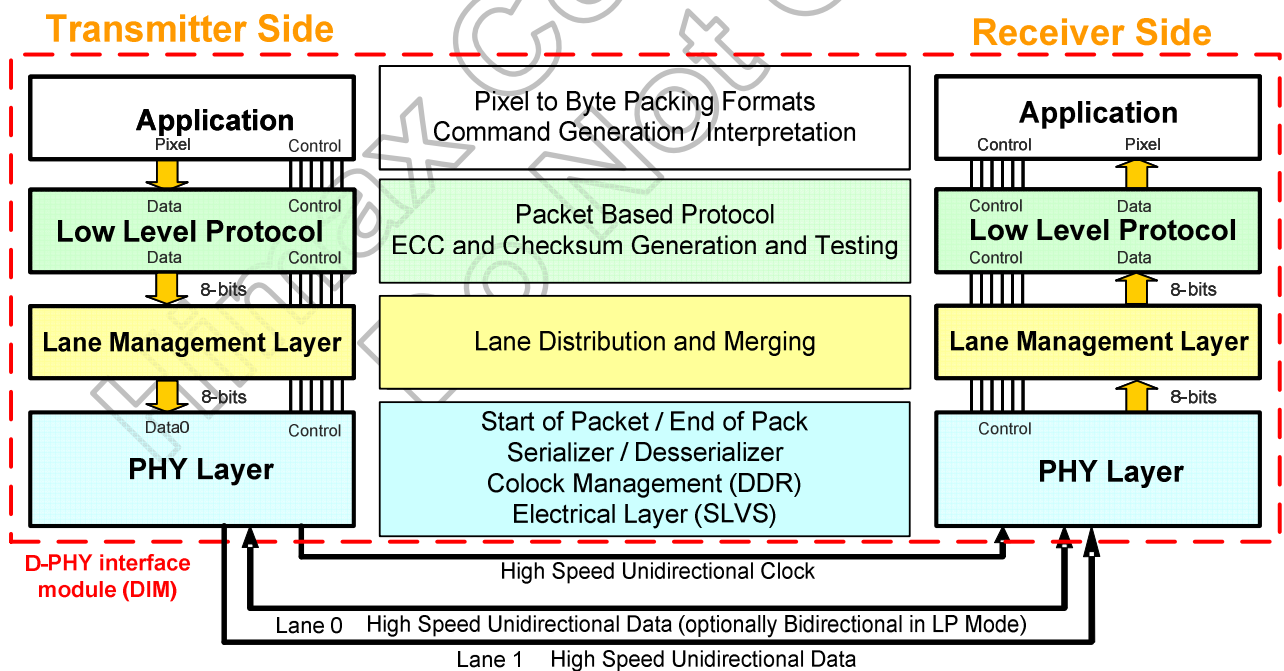 Transmitter Side
Receiver Side
Application
Pixel
Control
Data
Control
Low Level Protocol
Data
Control
8-bits
Lane Management Layer
8-bits
Data0
Control
PHY Layer
Pixel to Byte Packing Formats
Command Generation / Interpretation
Packet Based Protocol
ECC and Checksum Generation and Testing
Lane Distribution and Merging
Start of Packet / End of Pack
Serializer / Desserializer
Colock Management (DDR)
Electrical Layer (SLVS)
Application
Control
Pixel
Control
Data
Low Level Protocol
Control
Data
8-bits
Lane Management Layer
8-bits
Control
PHY Layer
D-PHY interface
module (DIM)
High Speed Unidirectional Clock
Lane 0 High Speed Unidirectional Data (optionally Bidirectional in LP Mode)
Lane 1 High Speed Unidirectional Data
Himax Co
Do Not